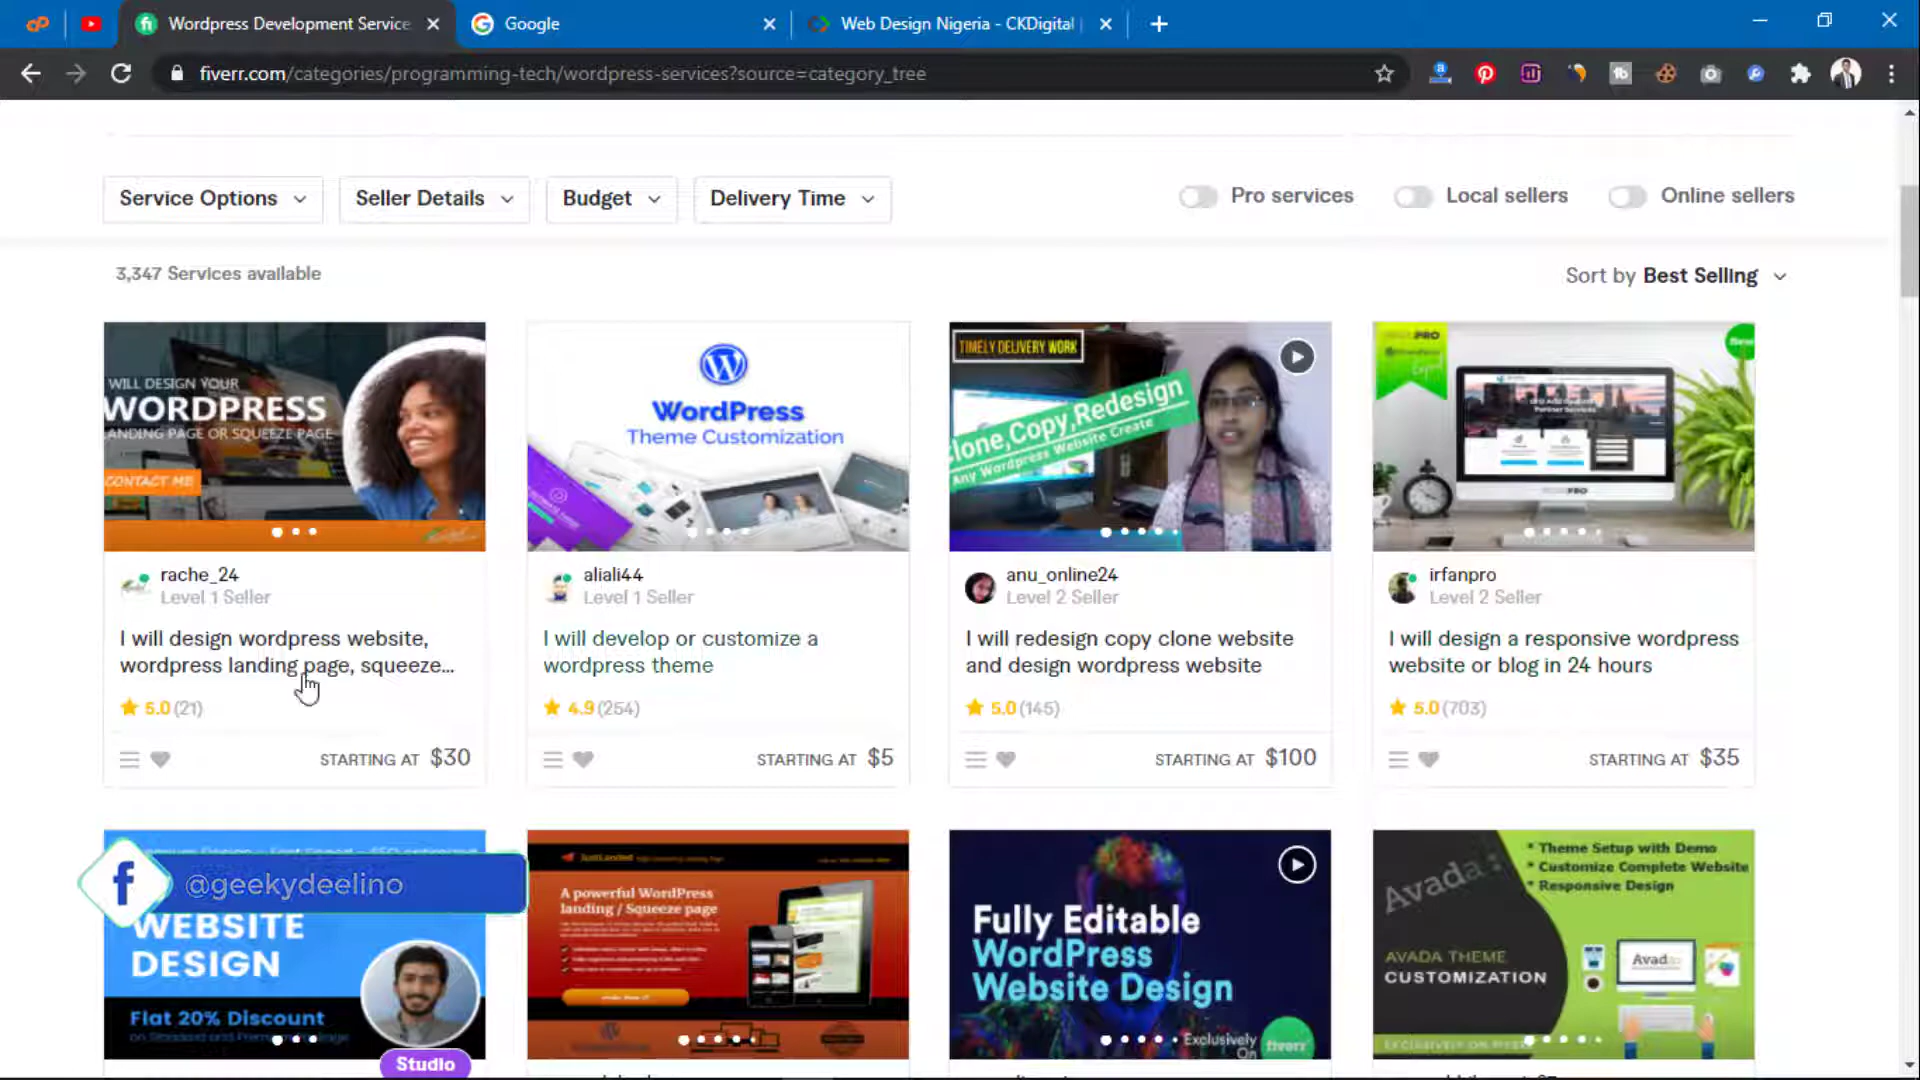 Wordpress Development Service
Google
Web Design Nigeria - CKDigital
fiverr.com/categories/programming-tech/wordpress-services?source=category_tree
Service Options
Seller Details
Budget
Delivery Time
Pro services
Local sellers
Online sellers
3,347 Services available
Sort by Best Selling
WILL DESIGN YOUR
WORDPRESS
LANDING PAGE OR SQUEEZE PAGE
CONTACT ME
WordPress
Theme Customization
TIMELY DELIVERY WORK
lone,Copy,Redesign
Any Wordpress Website Create
rache_24
Level 1 Seller
I will design wordpress website,
wordpress landing page, squeeze...
5.0 (21)
STARTING AT $30
aliali44
Level 1 Seller
I will develop or customize a
wordpress theme
4.9 (254)
STARTING AT $5
anu_online24
Level 2 Seller
I will redesign copy clone website
and design wordpress website
5.0 (145)
STARTING AT $100
irfanpro
Level 2 Seller
I will design a responsive wordpress
website or blog in 24 hours
5.0 (703)
STARTING AT $35
@geekydeelino
WEBSITE
DESIGN
Flat 20% Discount
Studio
A powerful WordPress
landing / Squeeze page
Fully Editable
WordPress
Website Design
Exclusively
On fiverr
* Theme Setup with Demo
* Customize Complete Website
* Responsive Design
Avada
AVADA THEME
CUSTOMIZATION
Avada